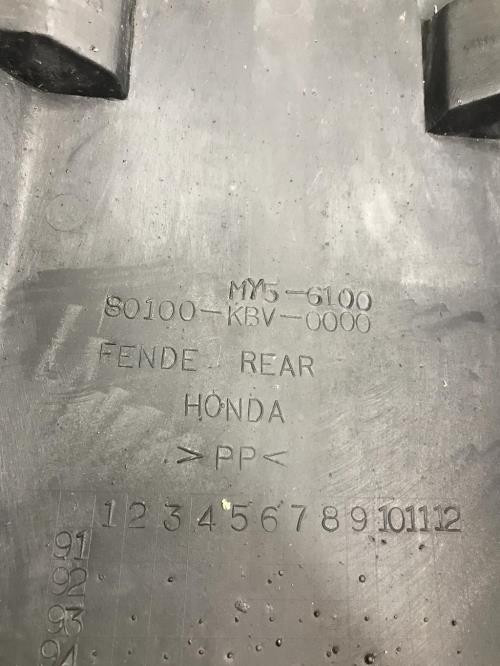 MY5-6100
80100-KBV-0000
FENDE REAR
HONDA
>PP<
1 2 3 4 5 6 7 8 9 10 11 12
91
92
93
94